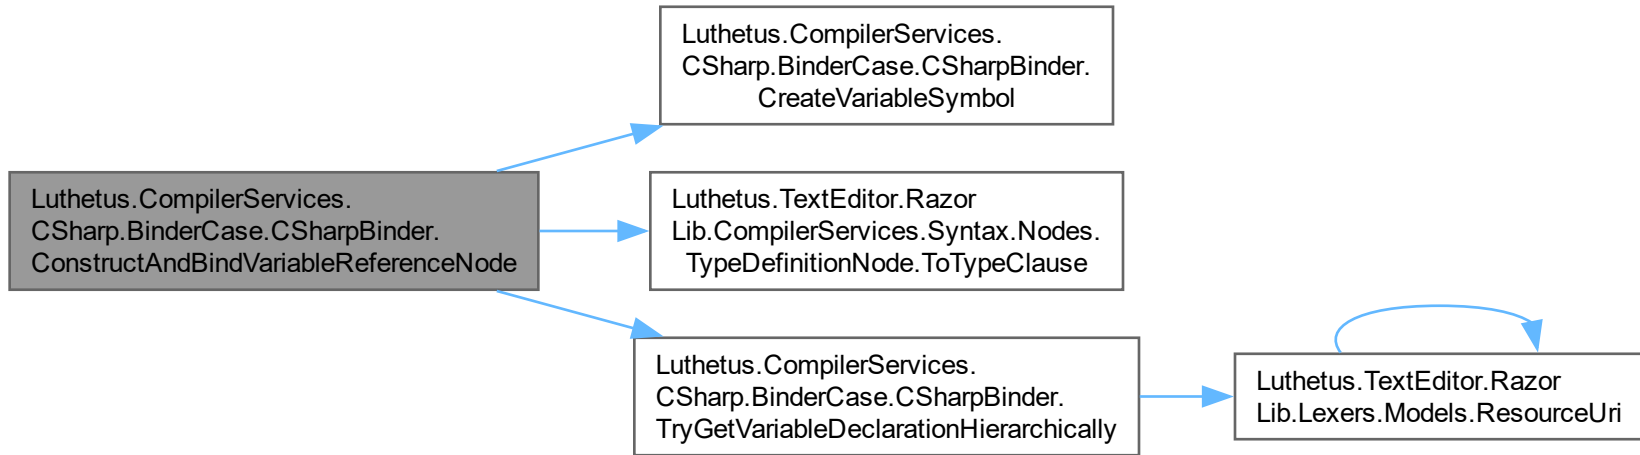 Luthetus.CompilerServices.
CSharp.BinderCase.CSharpBinder.
ConstructAndBindVariableReferenceNode
Luthetus.CompilerServices.
CSharp.BinderCase.CSharpBinder.
CreateVariableSymbol
Luthetus.TextEditor.Razor
Lib.CompilerServices.Syntax.Nodes.
TypeDefinitionNode.ToTypeClause
Luthetus.CompilerServices.
CSharp.BinderCase.CSharpBinder.
TryGetVariableDeclarationHierarchically
Luthetus.TextEditor.Razor
Lib.Lexers.Models.ResourceUri